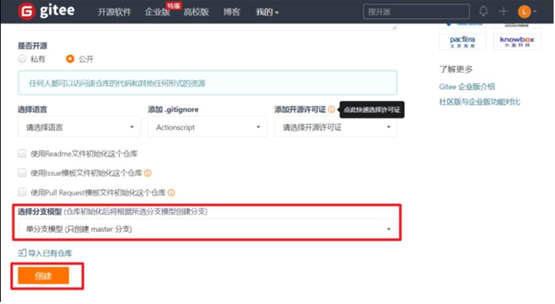 gitee 开源软件 企业版 特惠 高校版 博客 我的 搜开源
是否开源
私有 公开
任何人都可以访问该仓库的代码和其他任何形式的资源
选择语言 添加 .gitignore 添加开源许可证 点此快速选择许可证
请选择语言 Actionscript 请选择开源许可证
使用Readme文件初始化这个仓库
使用Issue模板文件初始化这个仓库
使用Pull Request模板文件初始化这个仓库
选择分支模型 (仓库初始化后将根据所选分支模型创建分支)
单分支模型 (只创建 master 分支)
导入已有仓库
创建
pactera knowbox
了解更多
Gitee 企业版介绍
社区版与企业版功能对比